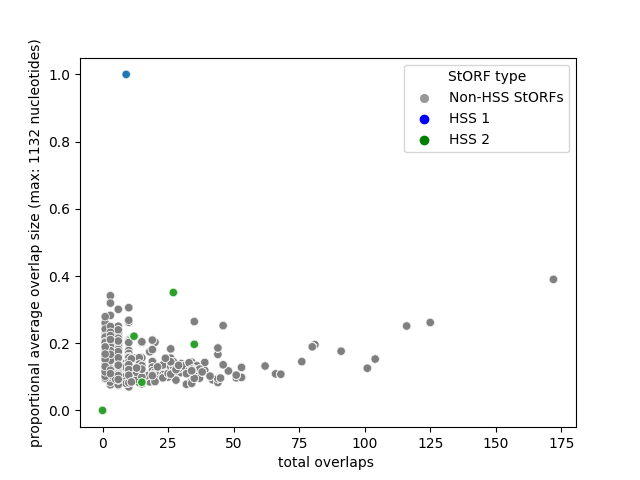 proportional average overlap size (max: 1132 nucleotides)
1.0
0.8
0.6
0.4
0.2
0.0
StORF type
Non-HSS StORFs
HSS 1
HSS 2
0 25 50 75 100 125 150 175
total overlaps